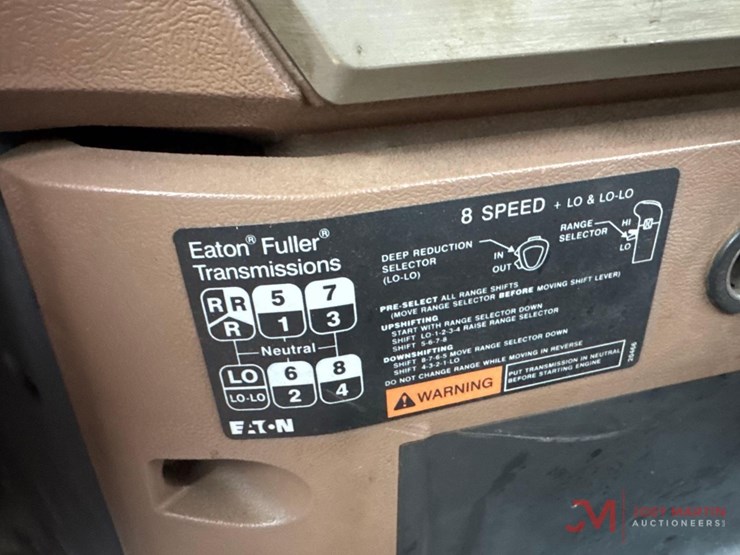 Eaton® Fuller®
Transmissions
R R R
5
1
7
3
Neutral
LO
LO-LO
6
2
8
4
EATON
8 SPEED + LO & LO-LO
DEEP REDUCTION
SELECTOR
(LO-LO)
IN
OUT
RANGE
SELECTOR
HI
LO
PRE-SELECT ALL RANGE SHIFTS
(MOVE RANGE SELECTOR BEFORE MOVING SHIFT LEVER)
UPSHIFTING
START WITH RANGE SELECTOR DOWN
SHIFT LO-1-2-3-4 RAISE RANGE SELECTOR
SHIFT 5-6-7-8
DOWNSHIFTING
SHIFT 8-7-6-5 MOVE RANGE SELECTOR DOWN
SHIFT 4-3-2-1-LO
DO NOT CHANGE RANGE WHILE MOVING IN REVERSE
WARNING
PUT TRANSMISSION IN NEUTRAL
BEFORE STARTING ENGINE
JEFF MARTIN
AUCTIONEERS